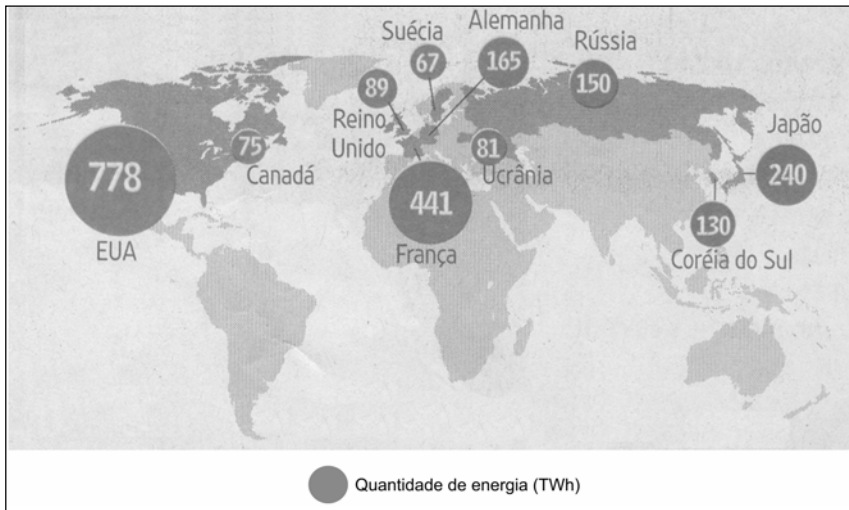 Suécia
67
Alemanha
165
Rússia
150
89
Reino
Unido
75
Canadá
81
Ucrânia
Japão
240
778
EUA
441
França
130
Coréia do Sul
Quantidade de energia (TWh)